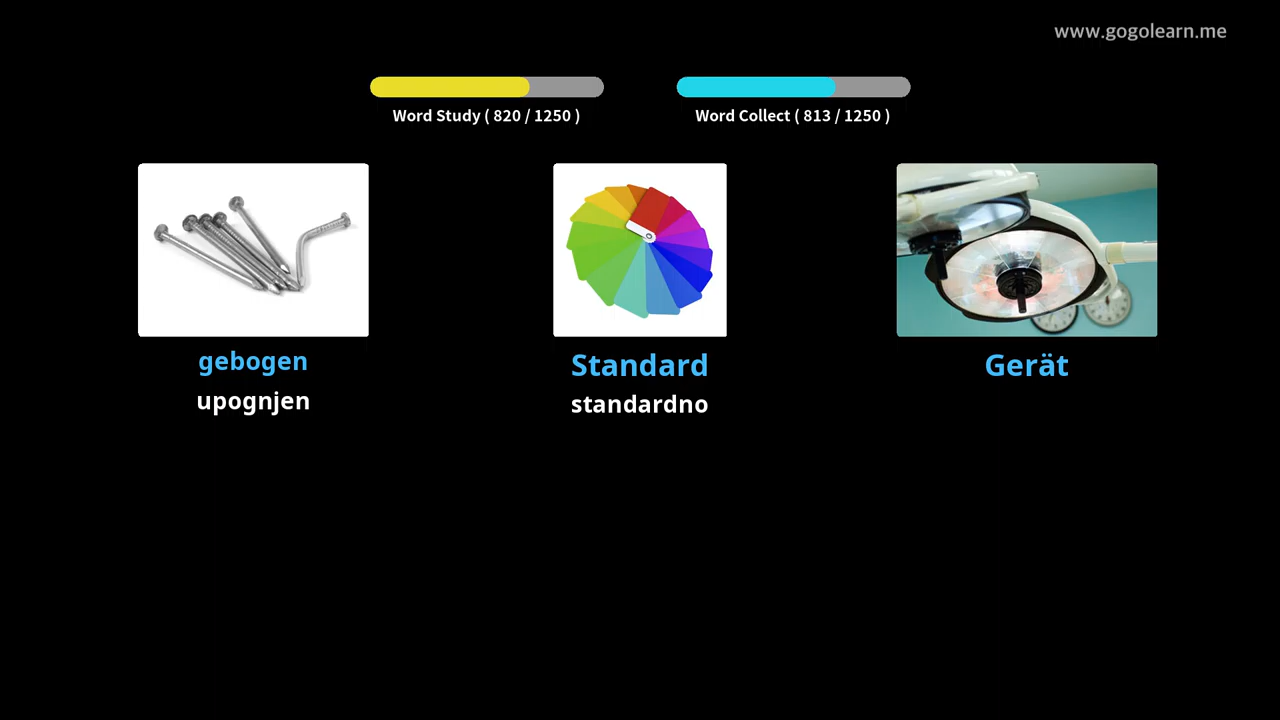 www.gogolearn.me
Word Study ( 820 / 1250 )
Word Collect ( 813 / 1250 )
gebogen
upognjen
Standard
standardno
Gerät